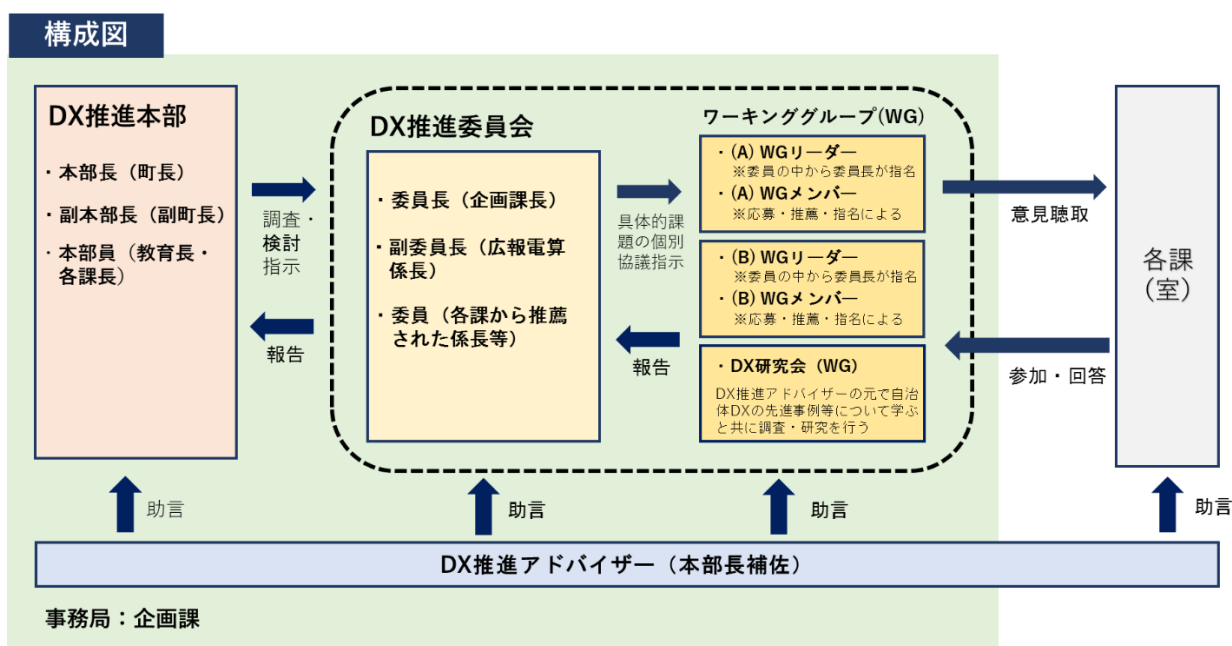 構成図
DX推進本部
・本部長（町長）
・副本部長（副町長）
・本部員（教育長・
各課長）
調査・
検討
指示
報告
DX推進委員会
・委員長（企画課長）
・副委員長（広報電算
係長）
・委員（各課から推薦
された係長等）
具体的課
題の個別
協議指示
報告
ワーキンググループ(WG)
・(A) WGリーダー
※委員の中から委員長が指名
・(A) WGメンバー
※応募・推薦・指名による
・(B) WGリーダー
※委員の中から委員長が指名
・(B) WGメンバー
※応募・推薦・指名による
・DX研究会（WG）
DX推進アドバイザーの元で自治
体DXの先進事例等について学ぶ
と共に調査・研究を行う
意見聴取
参加・回答
各課
（室）
助言
助言
助言
助言
DX推進アドバイザー（本部長補佐）
事務局：企画課